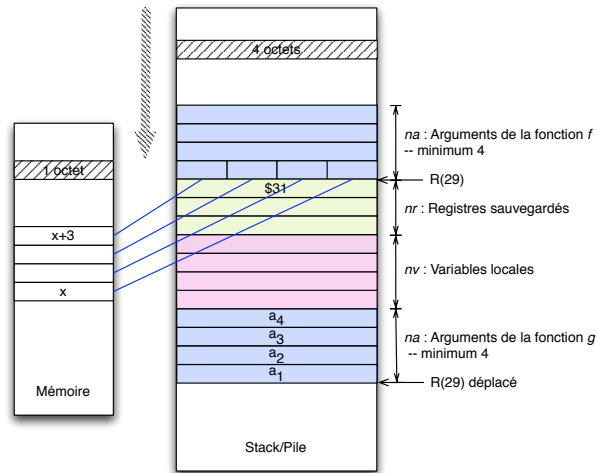 4 octets
na : Arguments de la fonction f
-- minimum 4
1 octet
R(29)
$31
nr : Registres sauvegardés
x+3
nv : Variables locales
x
a4
a3
na : Arguments de la fonction g
-- minimum 4
a2
a1
R(29) déplacé
Mémoire
Stack/Pile